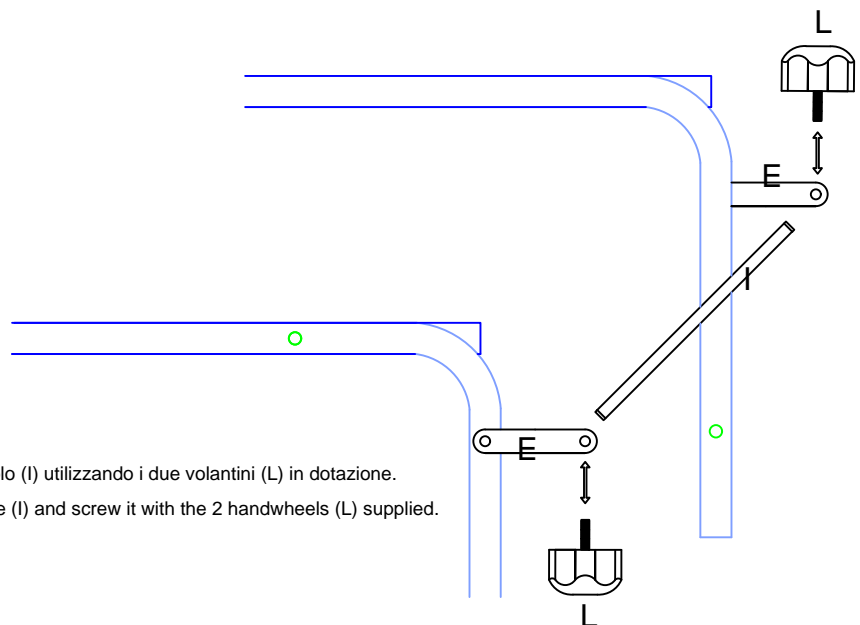 L
E
I
E
lo (I) utilizzando i due volantini (L) in dotazione.
e (I) and screw it with the 2 handwheels (L) supplied.
L